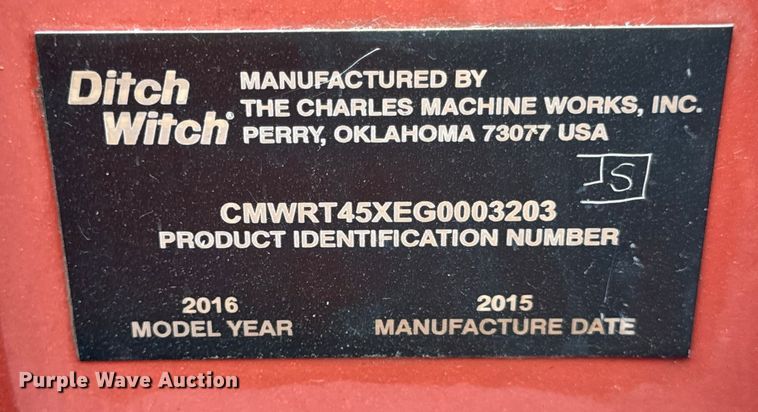 Ditch
Witch®
MANUFACTURED BY
THE CHARLES MACHINE WORKS, INC.
PERRY, OKLAHOMA 73077 USA
S
CMWRT45XEG0003203
PRODUCT IDENTIFICATION NUMBER
2016
MODEL YEAR
2015
MANUFACTURE DATE
Purple Wave Auction